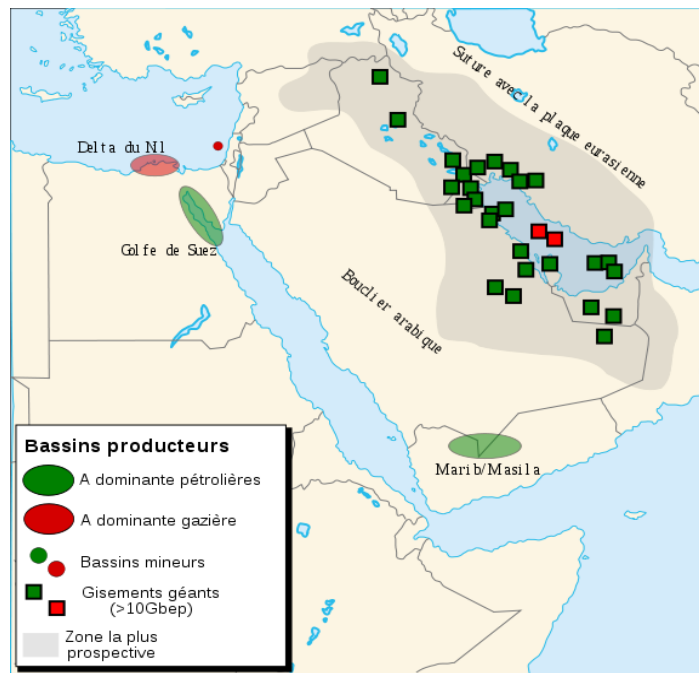 Suture avec la plaque eurasienne
Delta du Nl
Golfe de Suez
Bouclier arabique
Marib/Masila
Bassins producteurs
A dominante pétrolières
A dominante gazière
Bassins mineurs
Gisements géants
(>10Gbep)
Zone la plus
prospective